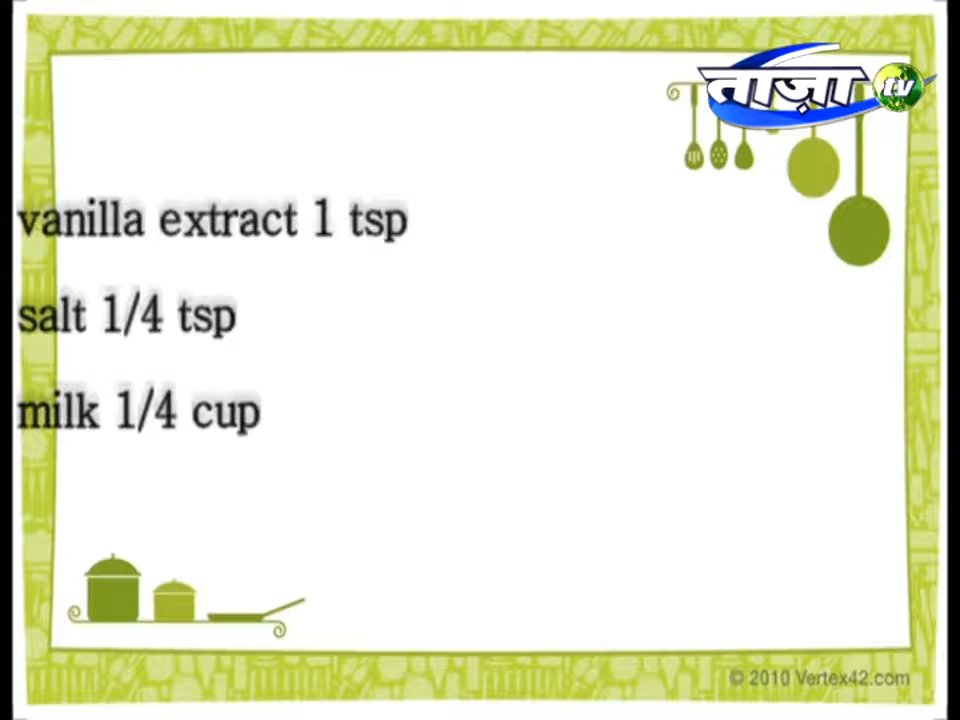 ताज़ा tv
vanilla extract 1 tsp
salt 1/4 tsp
milk 1/4 cup
© 2010 Vertex42.com